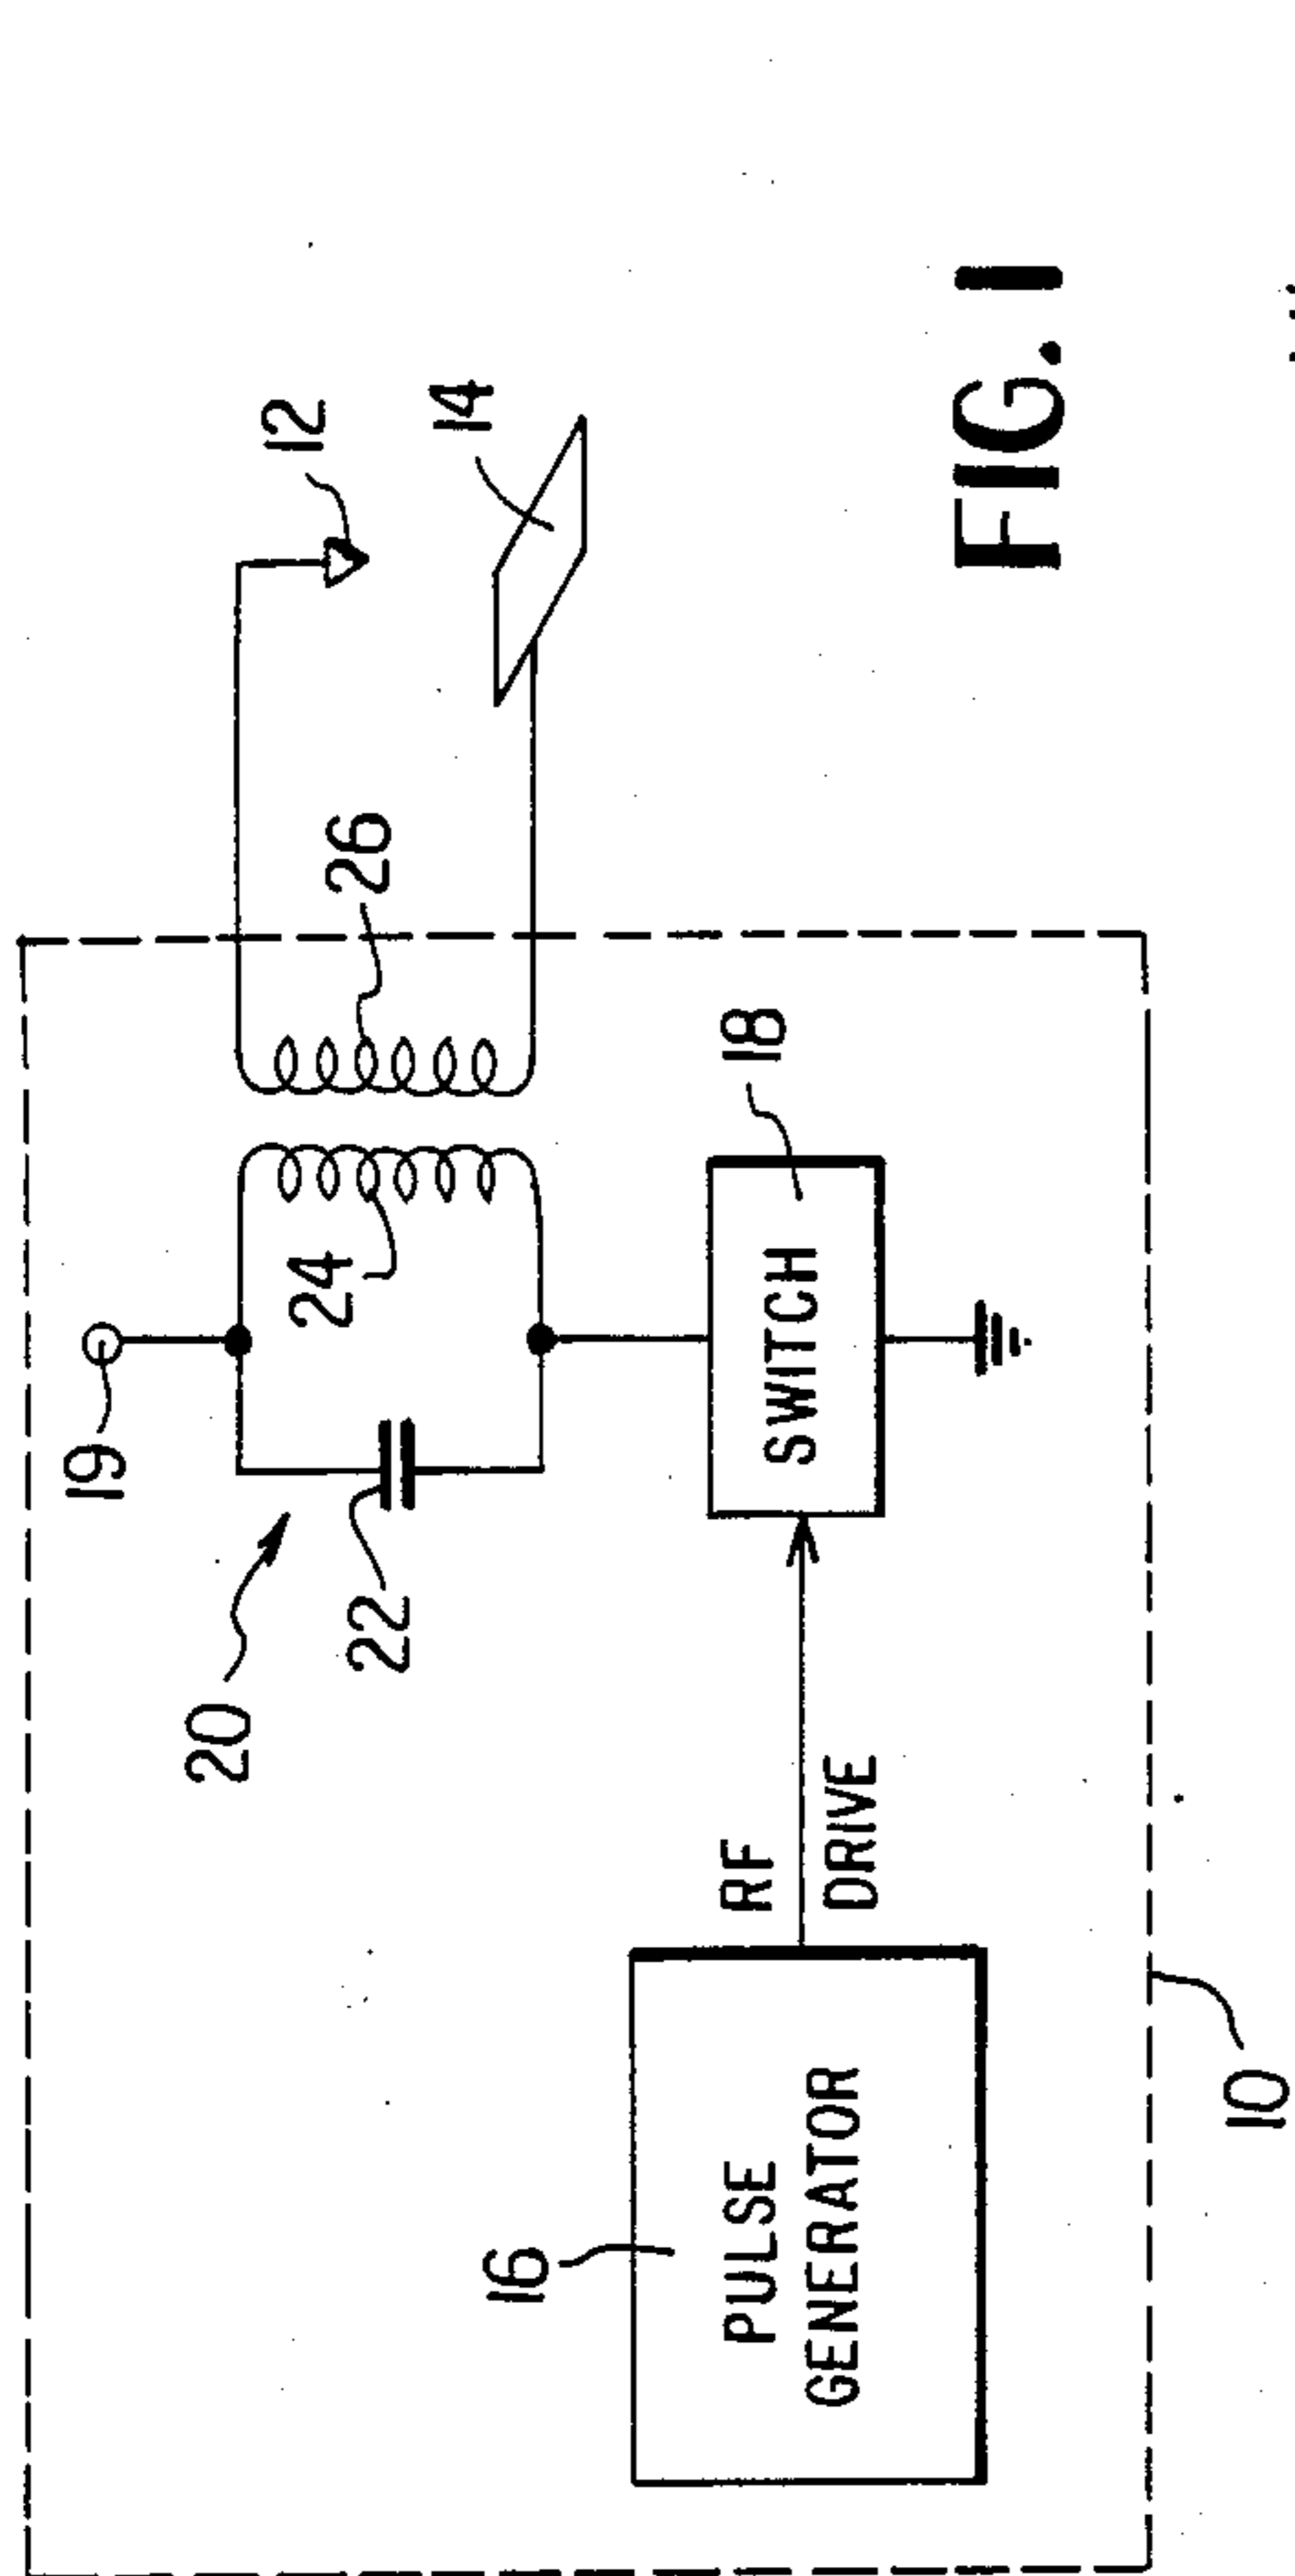 19
20
22
24
26
12
14
16
PULSE
GENERATOR
RF
DRIVE
SWITCH
18
10
FIG. 1